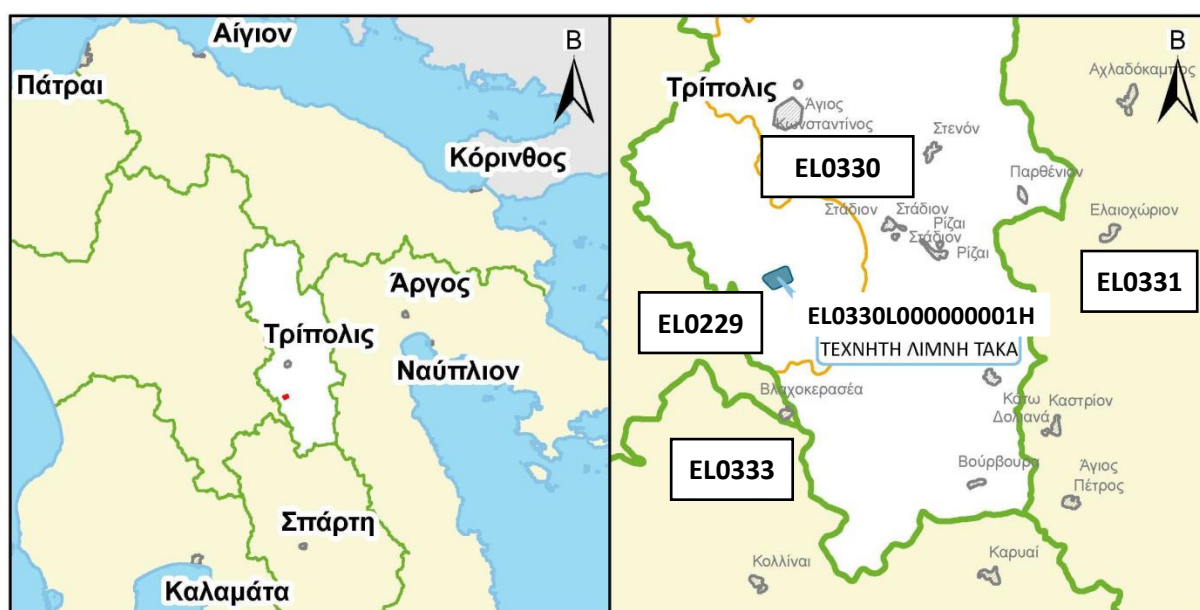 Αίγιον
Β
Πάτραι
Κόρινθος
Άργος
Τρίπολις
Ναύπλιον
Σπάρτη
Καλαμάτα
Β
Αχλαδόκαμπος
Τρίπολις
Άγιος
Κωνσταντίνος
Στενόν
EL0330
Παρθένιον
Στάδιον
Στάδιον
Ρίζαι
Στάδιον
Ρίζαι
Ελαιοχώριον
EL0331
EL0229
EL0330L000000001H
ΤΕΧΝΗΤΗ ΛΙΜΝΗ ΤΑΚΑ
Βλαχοκερασέα
Κάτω
Δολιανά
Καστρίον
EL0333
Βούρβουρα
Άγιος
Πέτρος
Κολλίναι
Καρυαί